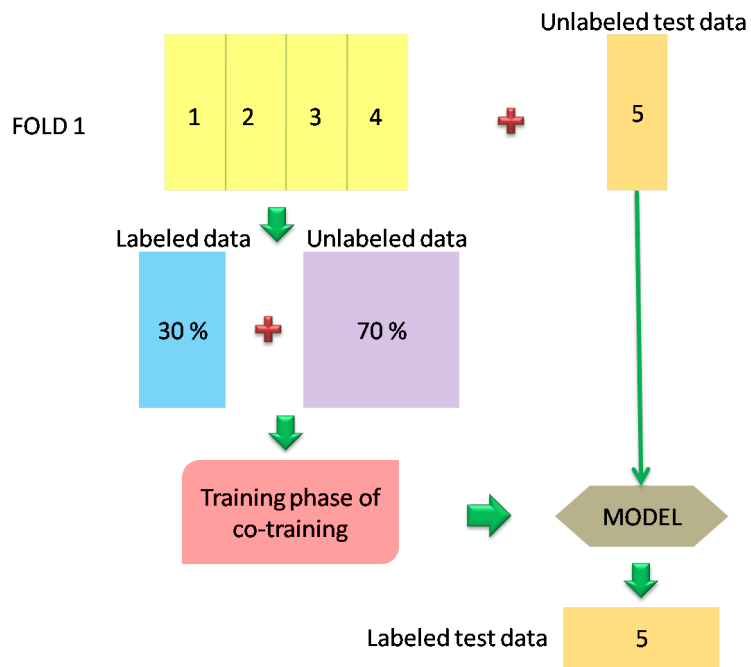 Unlabeled test data
FOLD 1
1 2 3 4
5
Labeled data
Unlabeled data
30 %
70 %
Training phase of
co-training
MODEL
Labeled test data
5